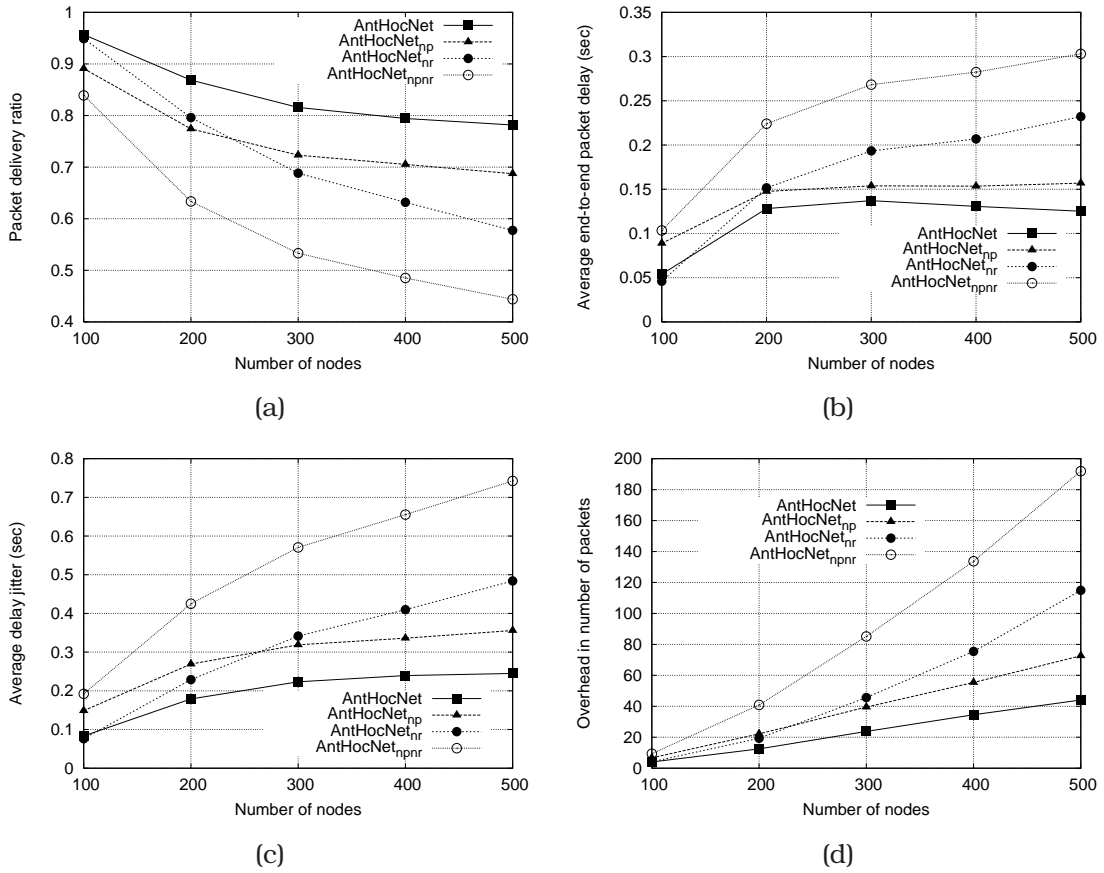 1
0.9
0.8
0.7
0.6
0.5
0.4
100
200
300
400
500
Packet delivery ratio
Number of nodes
AntHocNet
AntHocNetnp
AntHocNetnr
AntHocNetnpnr
(a)
0.35
0.3
0.25
0.2
0.15
0.1
0.05
0
100
200
300
400
500
Average end-to-end packet delay (sec)
Number of nodes
AntHocNet
AntHocNetnp
AntHocNetnr
AntHocNetnpnr
(b)
0.8
0.7
0.6
0.5
0.4
0.3
0.2
0.1
0
100
200
300
400
500
Average delay jitter (sec)
Number of nodes
AntHocNet
AntHocNetnp
AntHocNetnr
AntHocNetnpnr
(c)
200
180
160
140
120
100
80
60
40
20
0
100
200
300
400
500
Overhead in number of packets
Number of nodes
AntHocNet
AntHocNetnp
AntHocNetnr
AntHocNetnpnr
(d)